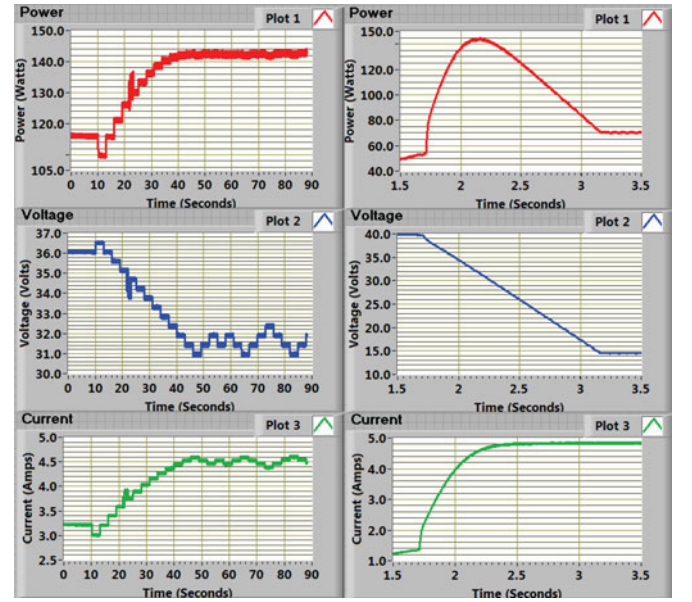 Power Plot 1
150.0
140.0
130.0
120.0
105.0
Power (Watts)
0 10 20 30 40 50 60 70 80 90
Time (Seconds)
Power Plot 1
150.0
120.0
100.0
80.0
60.0
40.0
Power (Watts)
1.5 2 2.5 3 3.5
Time (Seconds)
Voltage Plot 2
37.0
36.0
35.0
34.0
33.0
32.0
31.0
30.0
Voltage (Volts)
0 10 20 30 40 50 60 70 80 90
Time (Seconds)
Voltage Plot 2
40.0
35.0
30.0
25.0
20.0
15.0
10.0
Voltage (Volts)
1.5 2 2.5 3 3.5
Time (Seconds)
Current Plot 3
5.0
4.5
4.0
3.5
3.0
2.5
Current (Amps)
0 10 20 30 40 50 60 70 80 90
Time (Seconds)
Current Plot 3
5.0
4.0
3.0
2.0
1.0
Current (Amps)
1.5 2 2.5 3 3.5
Time (Seconds)